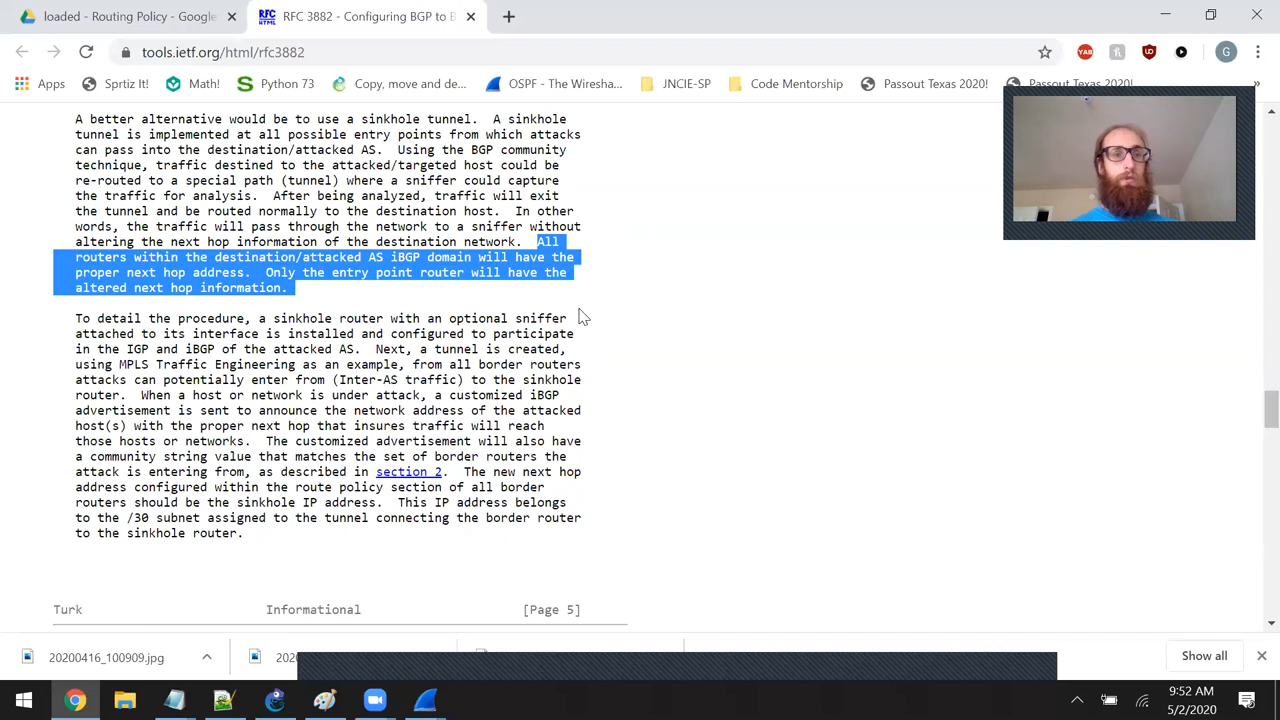 loaded - Routing Policy - Google
RFC 3882 - Configuring BGP to B
tools.ietf.org/html/rfc3882
G
Apps
Sprtiz It!
Math!
Python 73
Copy, move and de...
OSPF - The Wiresha...
JNCIE-SP
Code Mentorship
Passout Texas 2020!
Passout Texas 2020!
A better alternative would be to use a sinkhole tunnel.  A sinkhole
tunnel is implemented at all possible entry points from which attacks
can pass into the destination/attacked AS.  Using the BGP community
technique, traffic destined to the attacked/targeted host could be
re-routed to a special path (tunnel) where a sniffer could capture
the traffic for analysis.  After being analyzed, traffic will exit
the tunnel and be routed normally to the destination host.  In other
words, the traffic will pass through the network to a sniffer without
altering the next hop information of the destination network.  All
routers within the destination/attacked AS iBGP domain will have the
proper next hop address.  Only the entry point router will have the
altered next hop information.
To detail the procedure, a sinkhole router with an optional sniffer
attached to its interface is installed and configured to participate
in the IGP and iBGP of the attacked AS.  Next, a tunnel is created,
using MPLS Traffic Engineering as an example, from all border routers
attacks can potentially enter from (Inter-AS traffic) to the sinkhole
router.  When a host or network is under attack, a customized iBGP
advertisement is sent to announce the network address of the attacked
host(s) with the proper next hop that insures traffic will reach
those hosts or networks.  The customized advertisement will also have
a community string value that matches the set of border routers the
attack is entering from, as described in section 2.  The new next hop
address configured within the route policy section of all border
routers should be the sinkhole IP address.  This IP address belongs
to the /30 subnet assigned to the tunnel connecting the border router
to the sinkhole router.
Turk Informational [Page 5]
20200416_100909.jpg
Show all
9:52 AM
5/2/2020